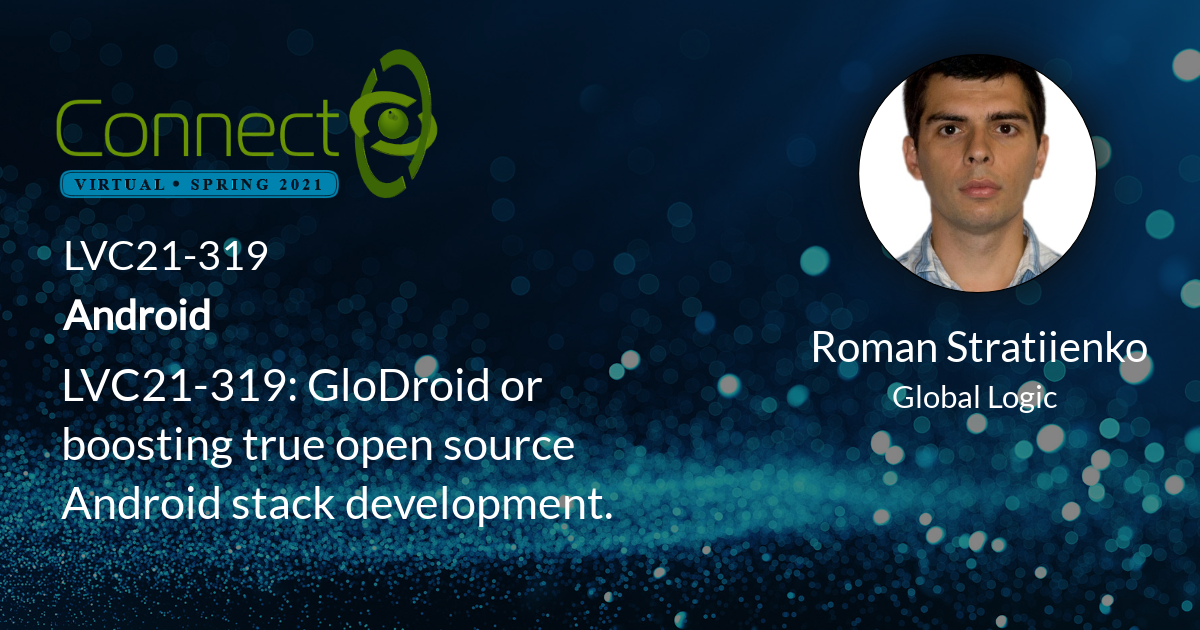 Connect
VIRTUAL • SPRING 2021
LVC21-319
Android
LVC21-319: GloDroid or
boosting true open source
Android stack development.
Roman Stratiienko
Global Logic